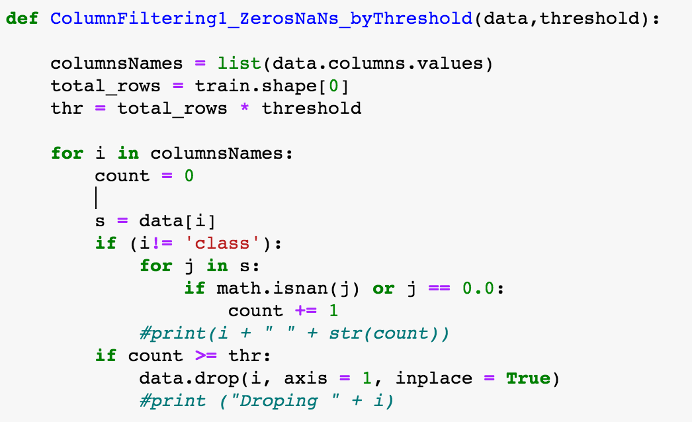 def ColumnFiltering1_ZerosNaNs_byThreshold(data,threshold):
columnsNames = list(data.columns.values)
total_rows = train.shape[0]
thr = total_rows * threshold
for i in columnsNames:
count = 0
s = data[i]
if (i!= 'class'):
for j in s:
if math.isnan(j) or j == 0.0:
count += 1
#print(i + " " + str(count))
if count >= thr:
data.drop(i, axis = 1, inplace = True)
#print ("Droping " + i)